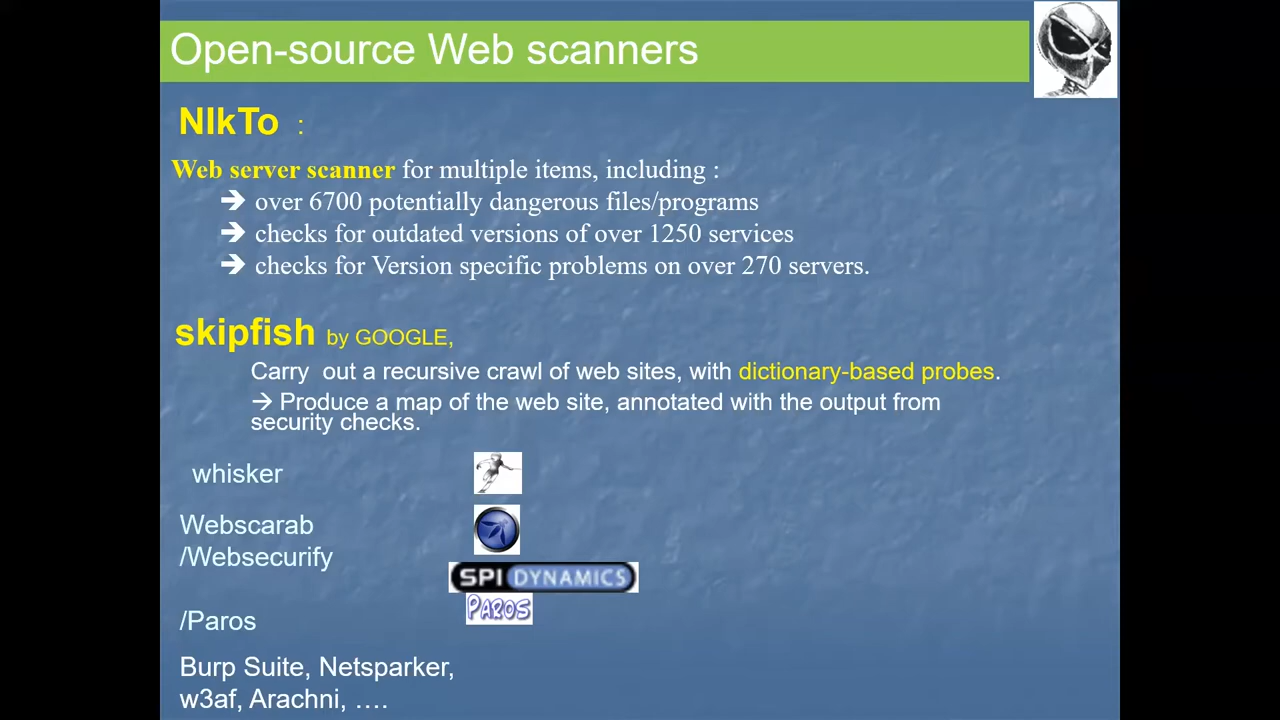 Open-source Web scanners
NIkTo :
Web server scanner for multiple items, including :
➔ over 6700 potentially dangerous files/programs
➔ checks for outdated versions of over 1250 services
➔ checks for Version specific problems on over 270 servers.
skipfish by GOOGLE,
Carry out a recursive crawl of web sites, with dictionary-based probes.
→ Produce a map of the web site, annotated with the output from
security checks.
whisker
Webscarab
/Websecurify
SPI DYNAMICS
PAROS
/Paros
Burp Suite, Netsparker,
w3af, Arachni, ….